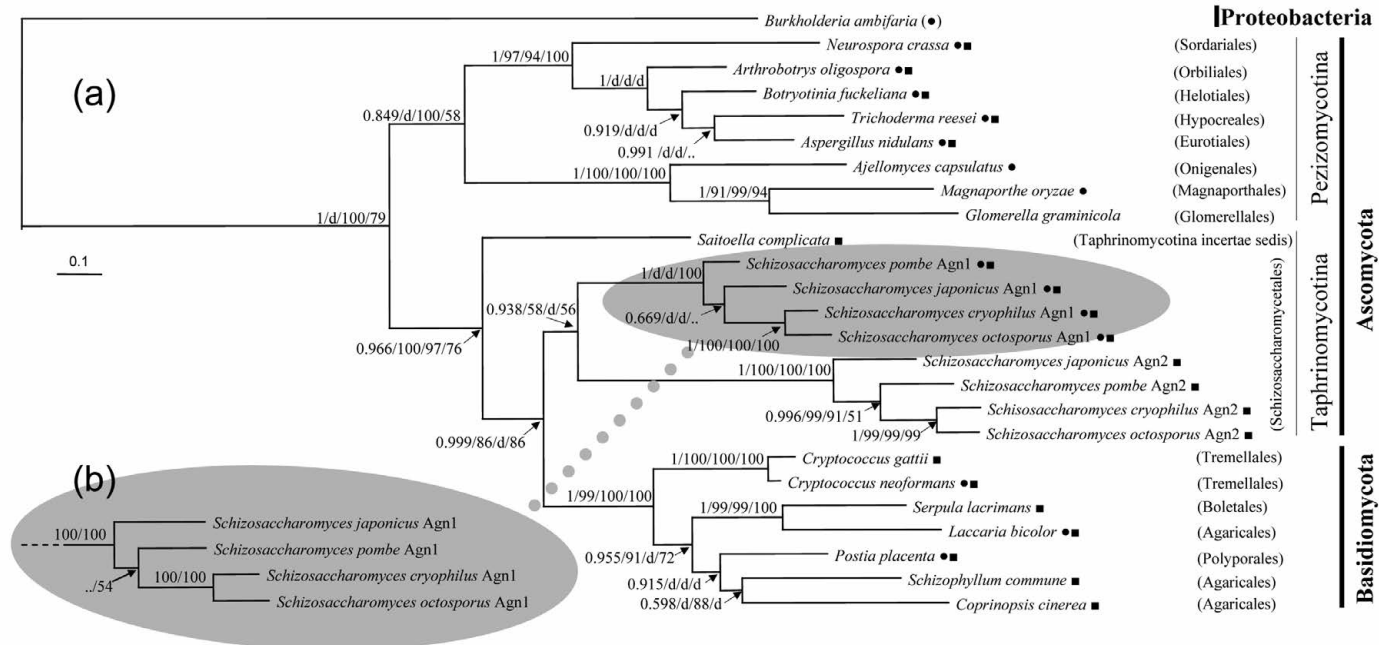 Burkholderia ambifaria (●)
Proteobacteria
Neurospora crassa ●■ (Sordariales)
1/97/94/100
(a)
Arthrobotrys oligospora ●■ (Orbiliales)
1/d/d/d
Botryotinia fuckeliana ●■ (Helotiales)
0.849/d/100/58
Trichoderma reesei ●■ (Hypocreales)
0.919/d/d/d
Aspergillus nidulans ●■ (Eurotiales)
0.991 /d/d/..
Pezizomycotina
Ajellomyces capsulatus ● (Onigenales)
1/100/100/100
Magnaporthe oryzae ● (Magnaporthales)
1/91/99/94
Glomerella graminicola (Glomerellales)
1/d/100/79
Saitoella complicata ■ (Taphrinomycotina incertae sedis)
0.1
Schizosaccharomyces pombe Agn1 ●■
1/d/d/100
Schizosaccharomyces japonicus Agn1 ●■
0.938/58/d/56
Schizosaccharomyces cryophilus Agn1 ●■
0.669/d/d/..
Schizosaccharomyces octosporus Agn1 ●■
1/100/100/100
0.966/100/97/76
(Schizosaccharomycetales)
Taphrinomycotina
Ascomycota
Schizosaccharomyces japonicus Agn2 ■
1/100/100/100
Schizosaccharomyces pombe Agn2 ■
0.996/99/91/51
Schisosaccharomyces cryophilus Agn2 ■
1/99/99/99
Schizosaccharomyces octosporus Agn2 ■
0.999/86/d/86
Cryptococcus gattii ■ (Tremellales)
1/100/100/100
Cryptococcus neoformans ●■ (Tremellales)
(b)
1/99/100/100
Serpula lacrimans ■ (Boletales)
1/99/99/100
Laccaria bicolor ●■ (Agaricales)
0.955/91/d/72
Postia placenta ●■ (Polyporales)
0.915/d/d/d
Schizophyllum commune ■ (Agaricales)
0.598/d/88/d
Coprinopsis cinerea ■ (Agaricales)
Basidiomycota
Schizosaccharomyces japonicus Agn1
100/100
Schizosaccharomyces pombe Agn1
../54
Schizosaccharomyces cryophilus Agn1
100/100
Schizosaccharomyces octosporus Agn1